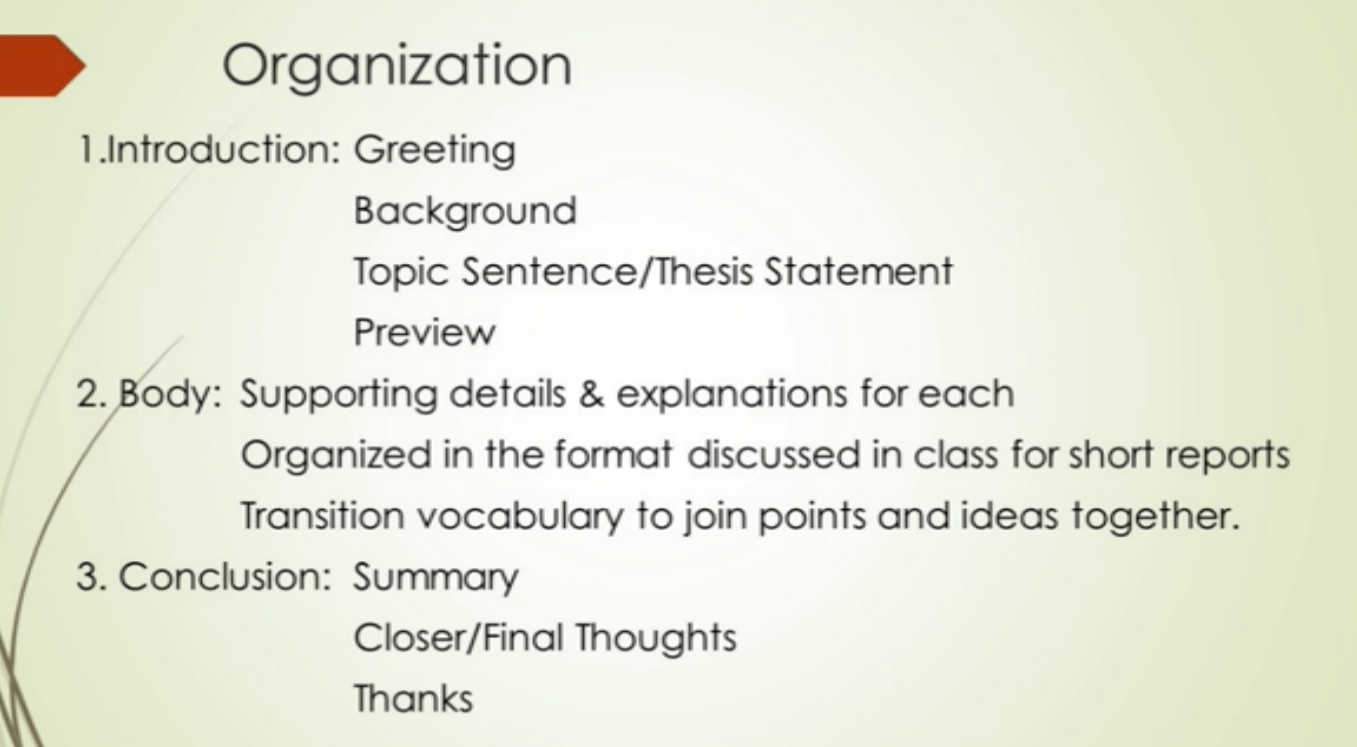 Organization
1.Introduction: Greeting
Background
Topic Sentence/Thesis Statement
Preview
2. Body: Supporting details & explanations for each
Organized in the format discussed in class for short reports
Transition vocabulary to join points and ideas together.
3. Conclusion: Summary
Closer/Final Thoughts
Thanks